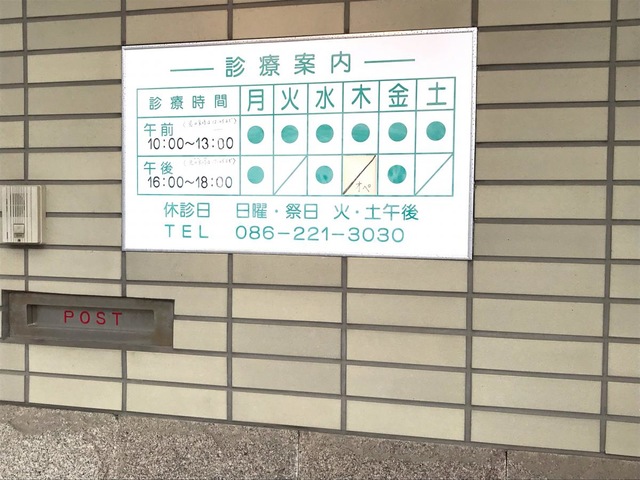 診療案内
診療時間 月 火 水 木 金 土
午前
10:00~13:00 ● ● ● ● ● ●
午後
16:00~18:00 ● / ● / ● /
オペ
休診日 日曜・祭日 火・土午後
TEL 086-221-3030
POST